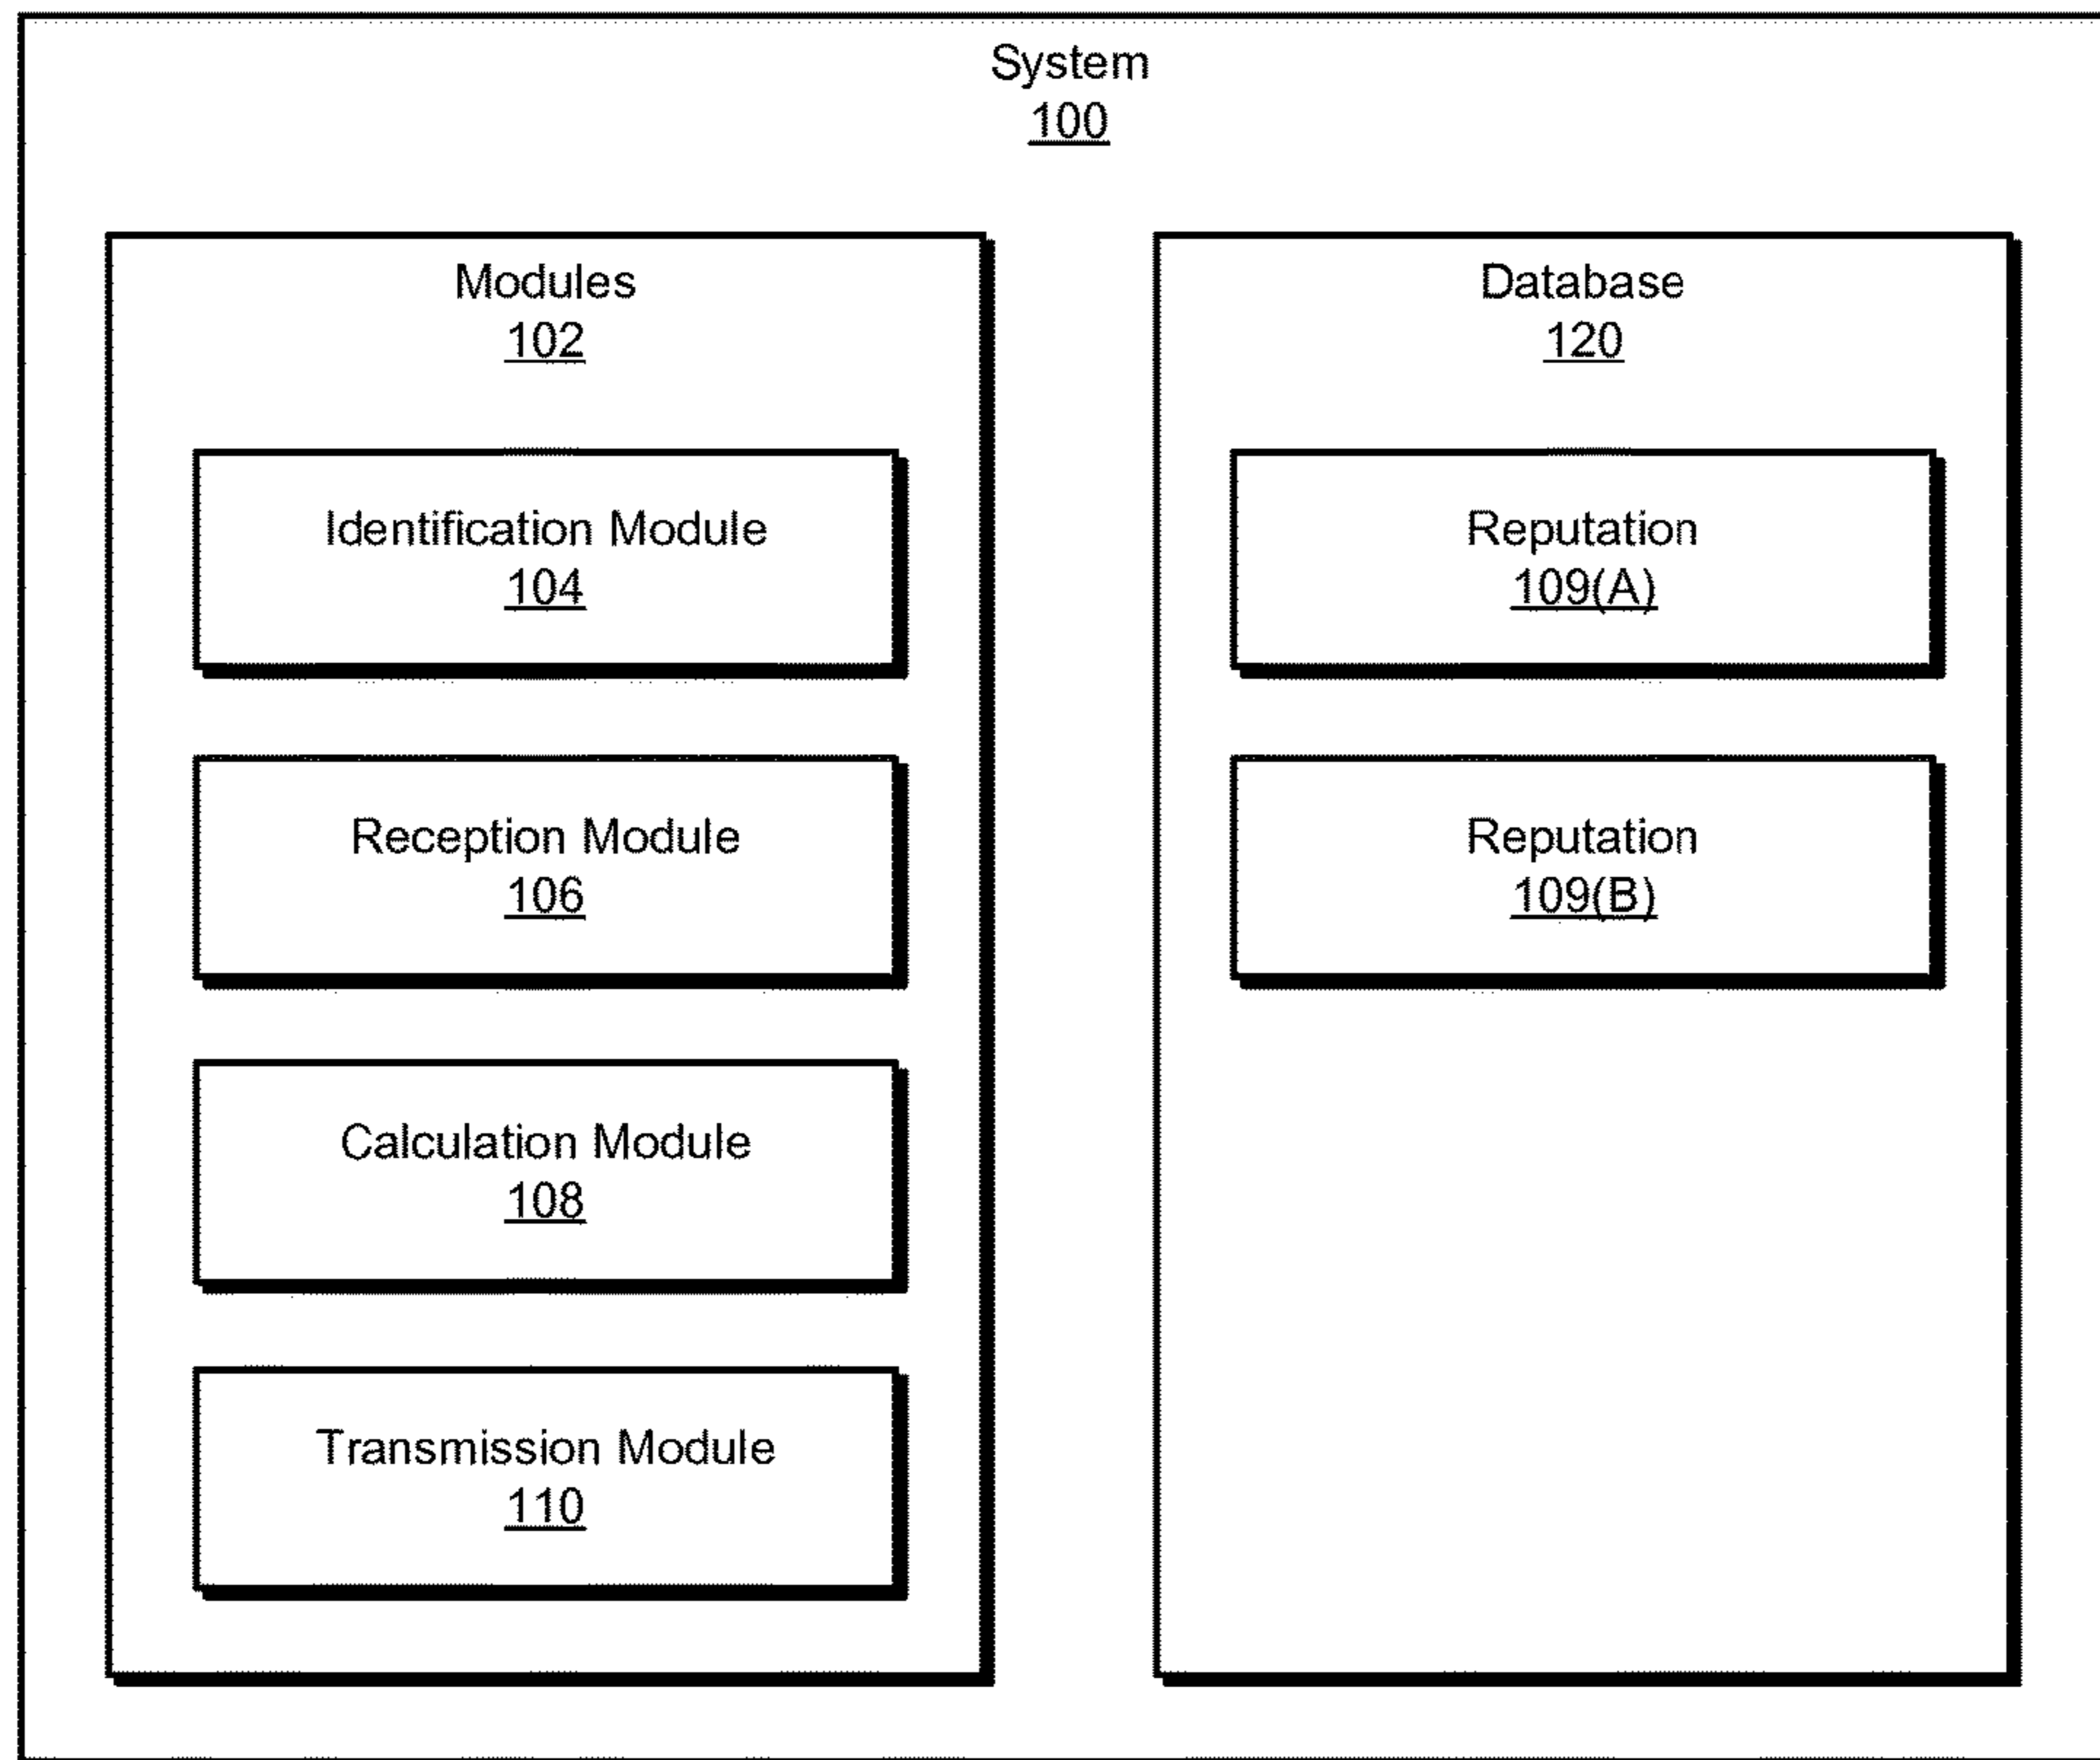 System
100
Modules
102
Identification Module
104
Reception Module
106
Calculation Module
108
Transmission Module
110
Database
120
Reputation
109(A)
Reputation
109(B)